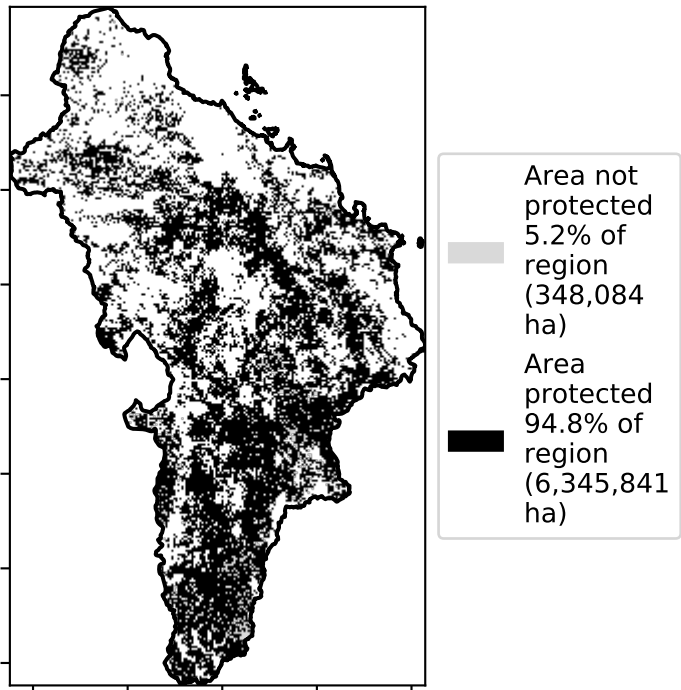 Area not
protected
5.2% of
region
(348,084
ha)
Area
protected
94.8% of
region
(6,345,841
ha)